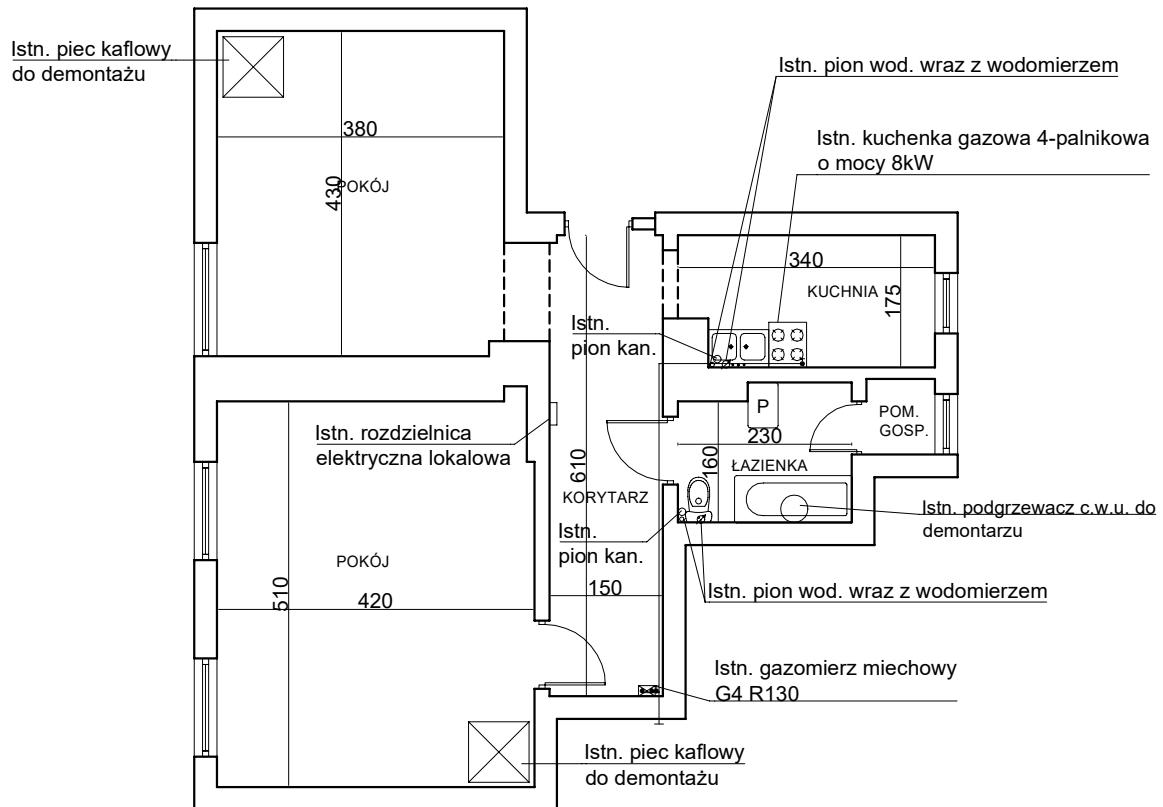 Istn. piec kaflowy
do demontażu
Istn. pion wod. wraz z wodomierzem
380
Istn. kuchenka gazowa 4-palnikowa
o mocy 8kW
430
POKÓJ
340
KUCHNIA
175
Istn.
pion kan.
P
POM.
GOSP.
Istn. rozdzielnica
elektryczna lokalowa
230
160
ŁAZIENKA
610
KORYTARZ
Istn. podgrzewacz c.w.u. do
demontarzu
Istn.
pion kan.
POKÓJ
510
420
150
Istn. pion wod. wraz z wodomierzem
Istn. gazomierz miechowy
G4 R130
Istn. piec kaflowy
do demontażu